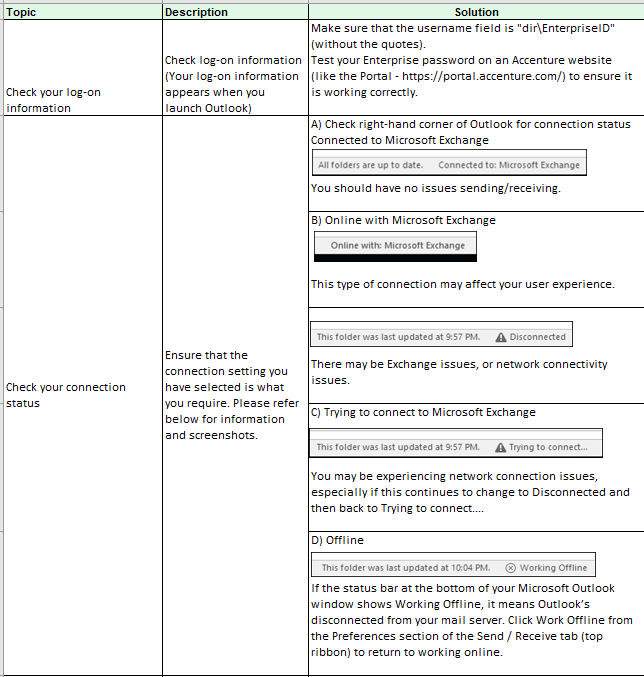 Topic
Description
Solution
Check your log-on
information
Check log-on information
(Your log-on information
appears when you
launch Outlook)
Make sure that the username field is "dir\EnterpriseID"
(without the quotes).
Test your Enterprise password on an Accenture website
(like the Portal - https://portal.accenture.com/) to ensure it
is working correctly.
Check your connection
status
Ensure that the
connection setting you
have selected is what
you require. Please refer
below for information
and screenshots.
A) Check right-hand corner of Outlook for connection status
Connected to Microsoft Exchange
All folders are up to date. Connected to: Microsoft Exchange
You should have no issues sending/receiving.
B) Online with Microsoft Exchange
Online with: Microsoft Exchange
This type of connection may affect your user experience.
This folder was last updated at 9:57 PM. Disconnected
There may be Exchange issues, or network connectivity
issues.
C) Trying to connect to Microsoft Exchange
This folder was last updated at 9:57 PM. Trying to connect...
You may be experiencing network connection issues,
especially if this continues to change to Disconnected and
then back to Trying to connect....
D) Offline
This folder was last updated at 10:04 PM. Working Offline
If the status bar at the bottom of your Microsoft Outlook
window shows Working Offline, it means Outlook's
disconnected from your mail server. Click Work Offline from
the Preferences section of the Send / Receive tab (top
ribbon) to return to working online.